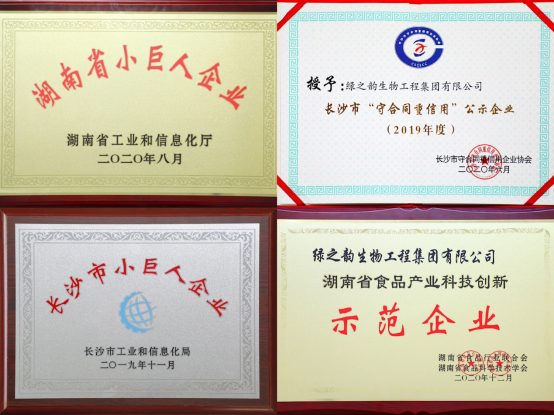 湖南省小巨人企业
湖南省工业和信息化厅
二〇二〇年八月
授予:绿之韵生物工程集团有限公司
长沙市“守合同重信用”公示企业
（2019年度）
长沙市守合同重信用企业协会
二〇二〇年六月
长沙市小巨人企业
长沙市工业和信息化局
二〇一九年十一月
绿之韵生物工程集团有限公司
湖南省食品产业科技创新
示范企业
湖南省食品行业联合会
湖南省食品科学技术学会
二〇二〇年十二月